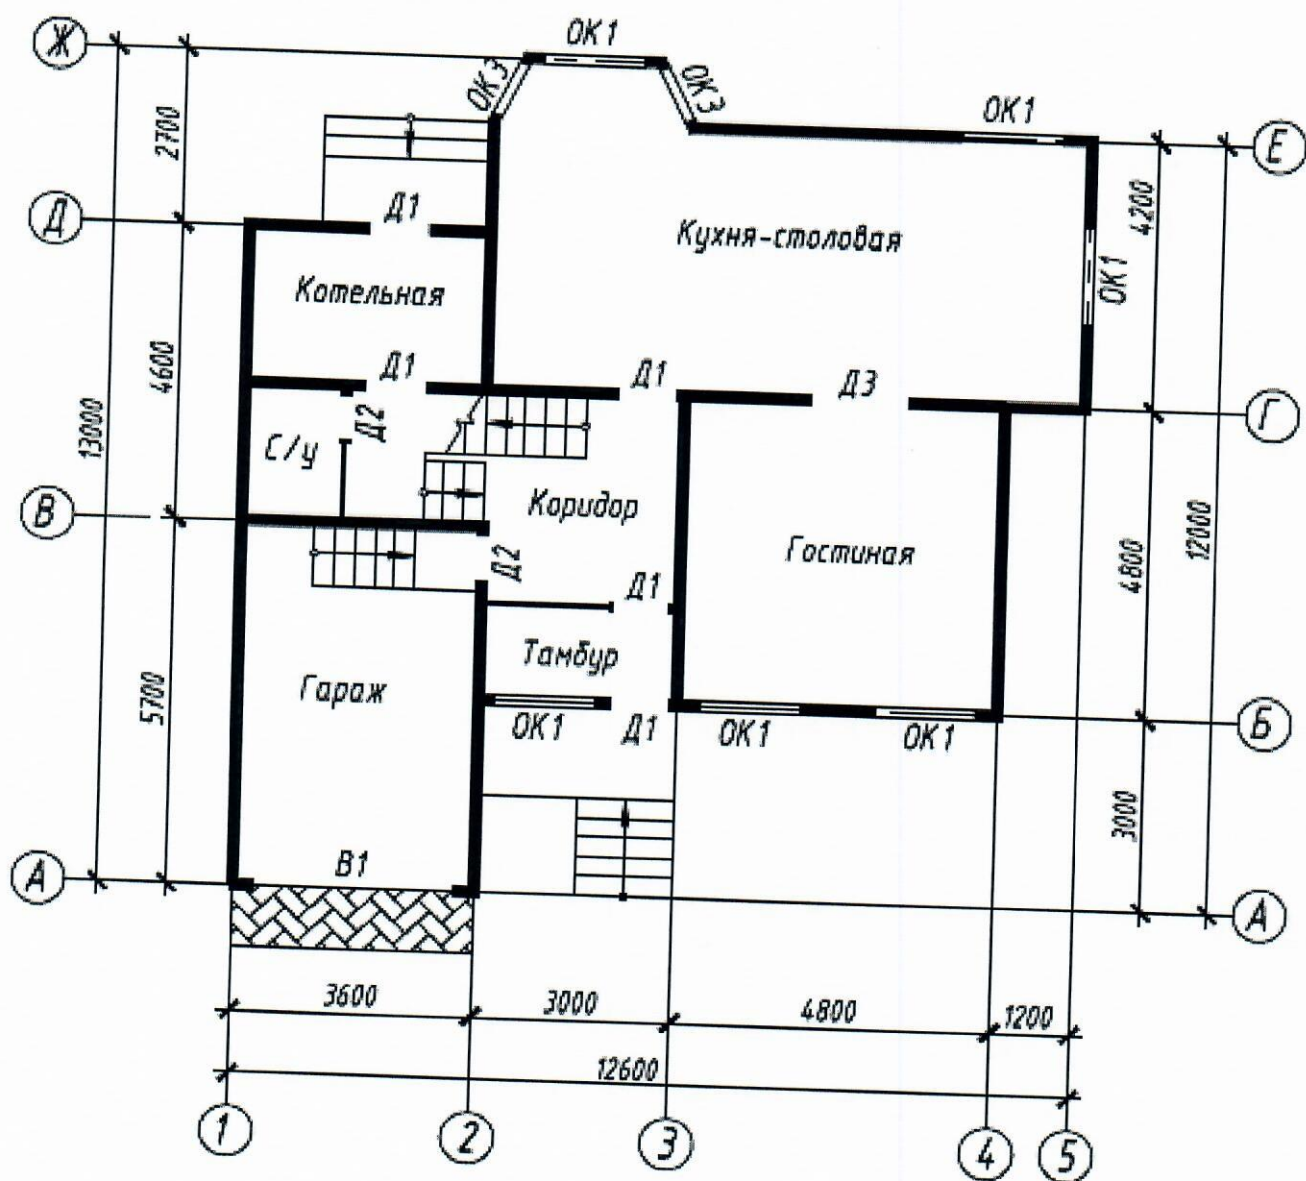 Ж
ОК1
ОК3
ОК3
ОК1
Е
2700
4200
Д
Д1
Кухня-столовая
Котельная
ОК1
4600
Д1
Д1
Д3
Г
13000
С/у
Д2
В
Коридор
Гостиная
12000
4800
Д2
Д1
Тамбур
Гараж
5700
ОК1
Д1
ОК1
ОК1
Б
3000
А
В1
А
3600
3000
4800
1200
12600
1
2
3
4
5